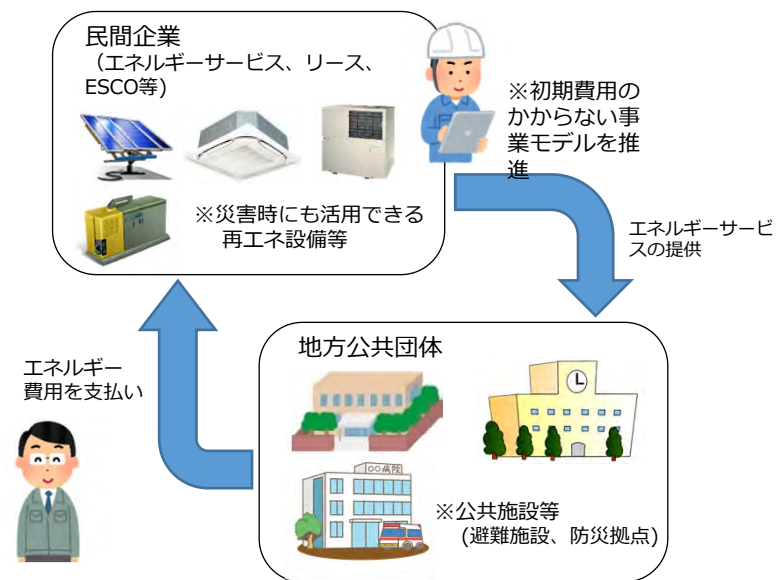 民間企業
（エネルギーサービス、リース、
ESCO等)
※災害時にも活用できる
再エネ設備等
※初期費用の
かからない事
業モデルを推
進
エネルギーサービ
スの提供
地方公共団体
〇〇病院
※公共施設等
(避難施設、防災拠点)
エネルギー
費用を支払い